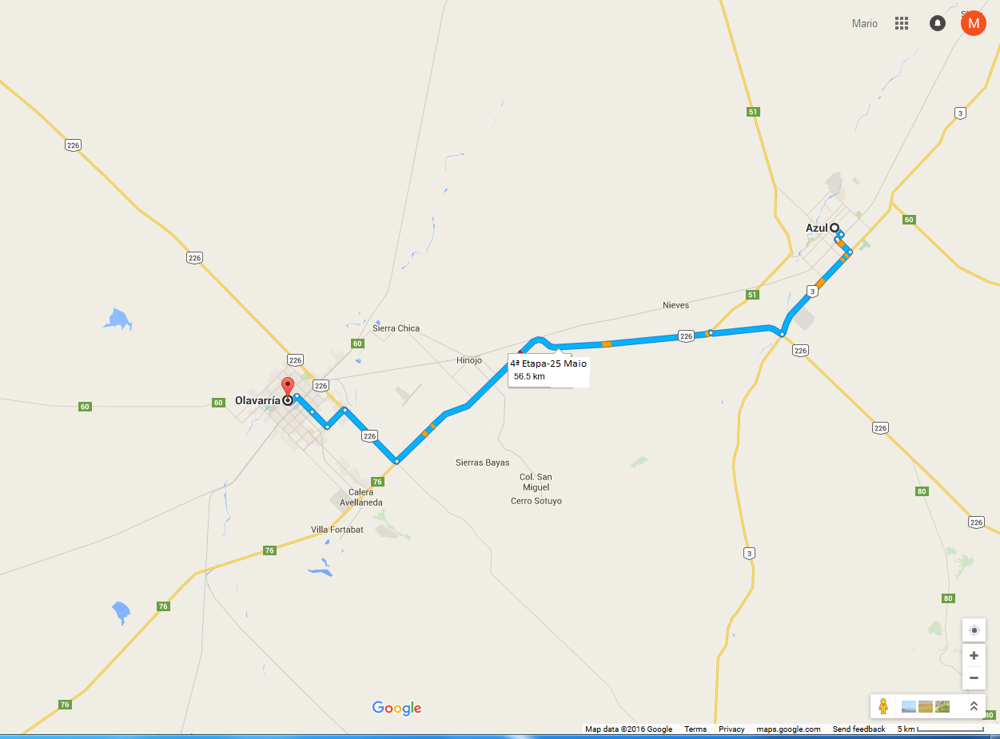 Mario
M
51
3
226
60
226
Azul
3
51
Nieves
226
Sierra Chica
60
226
226
Hinojo
4ª Etapa-25 Maio
56.5 km
226
Olavarría
60
60
226
226
Sierras Bayas
76
Col. San
Miguel
Calera
Avellaneda
Cerro Sotuyo
80
226
Villa Fortabat
76
3
80
76
76
Google
80
Map data ©2016 Google
Terms
Privacy
maps.google.com
Send feedback
5 km